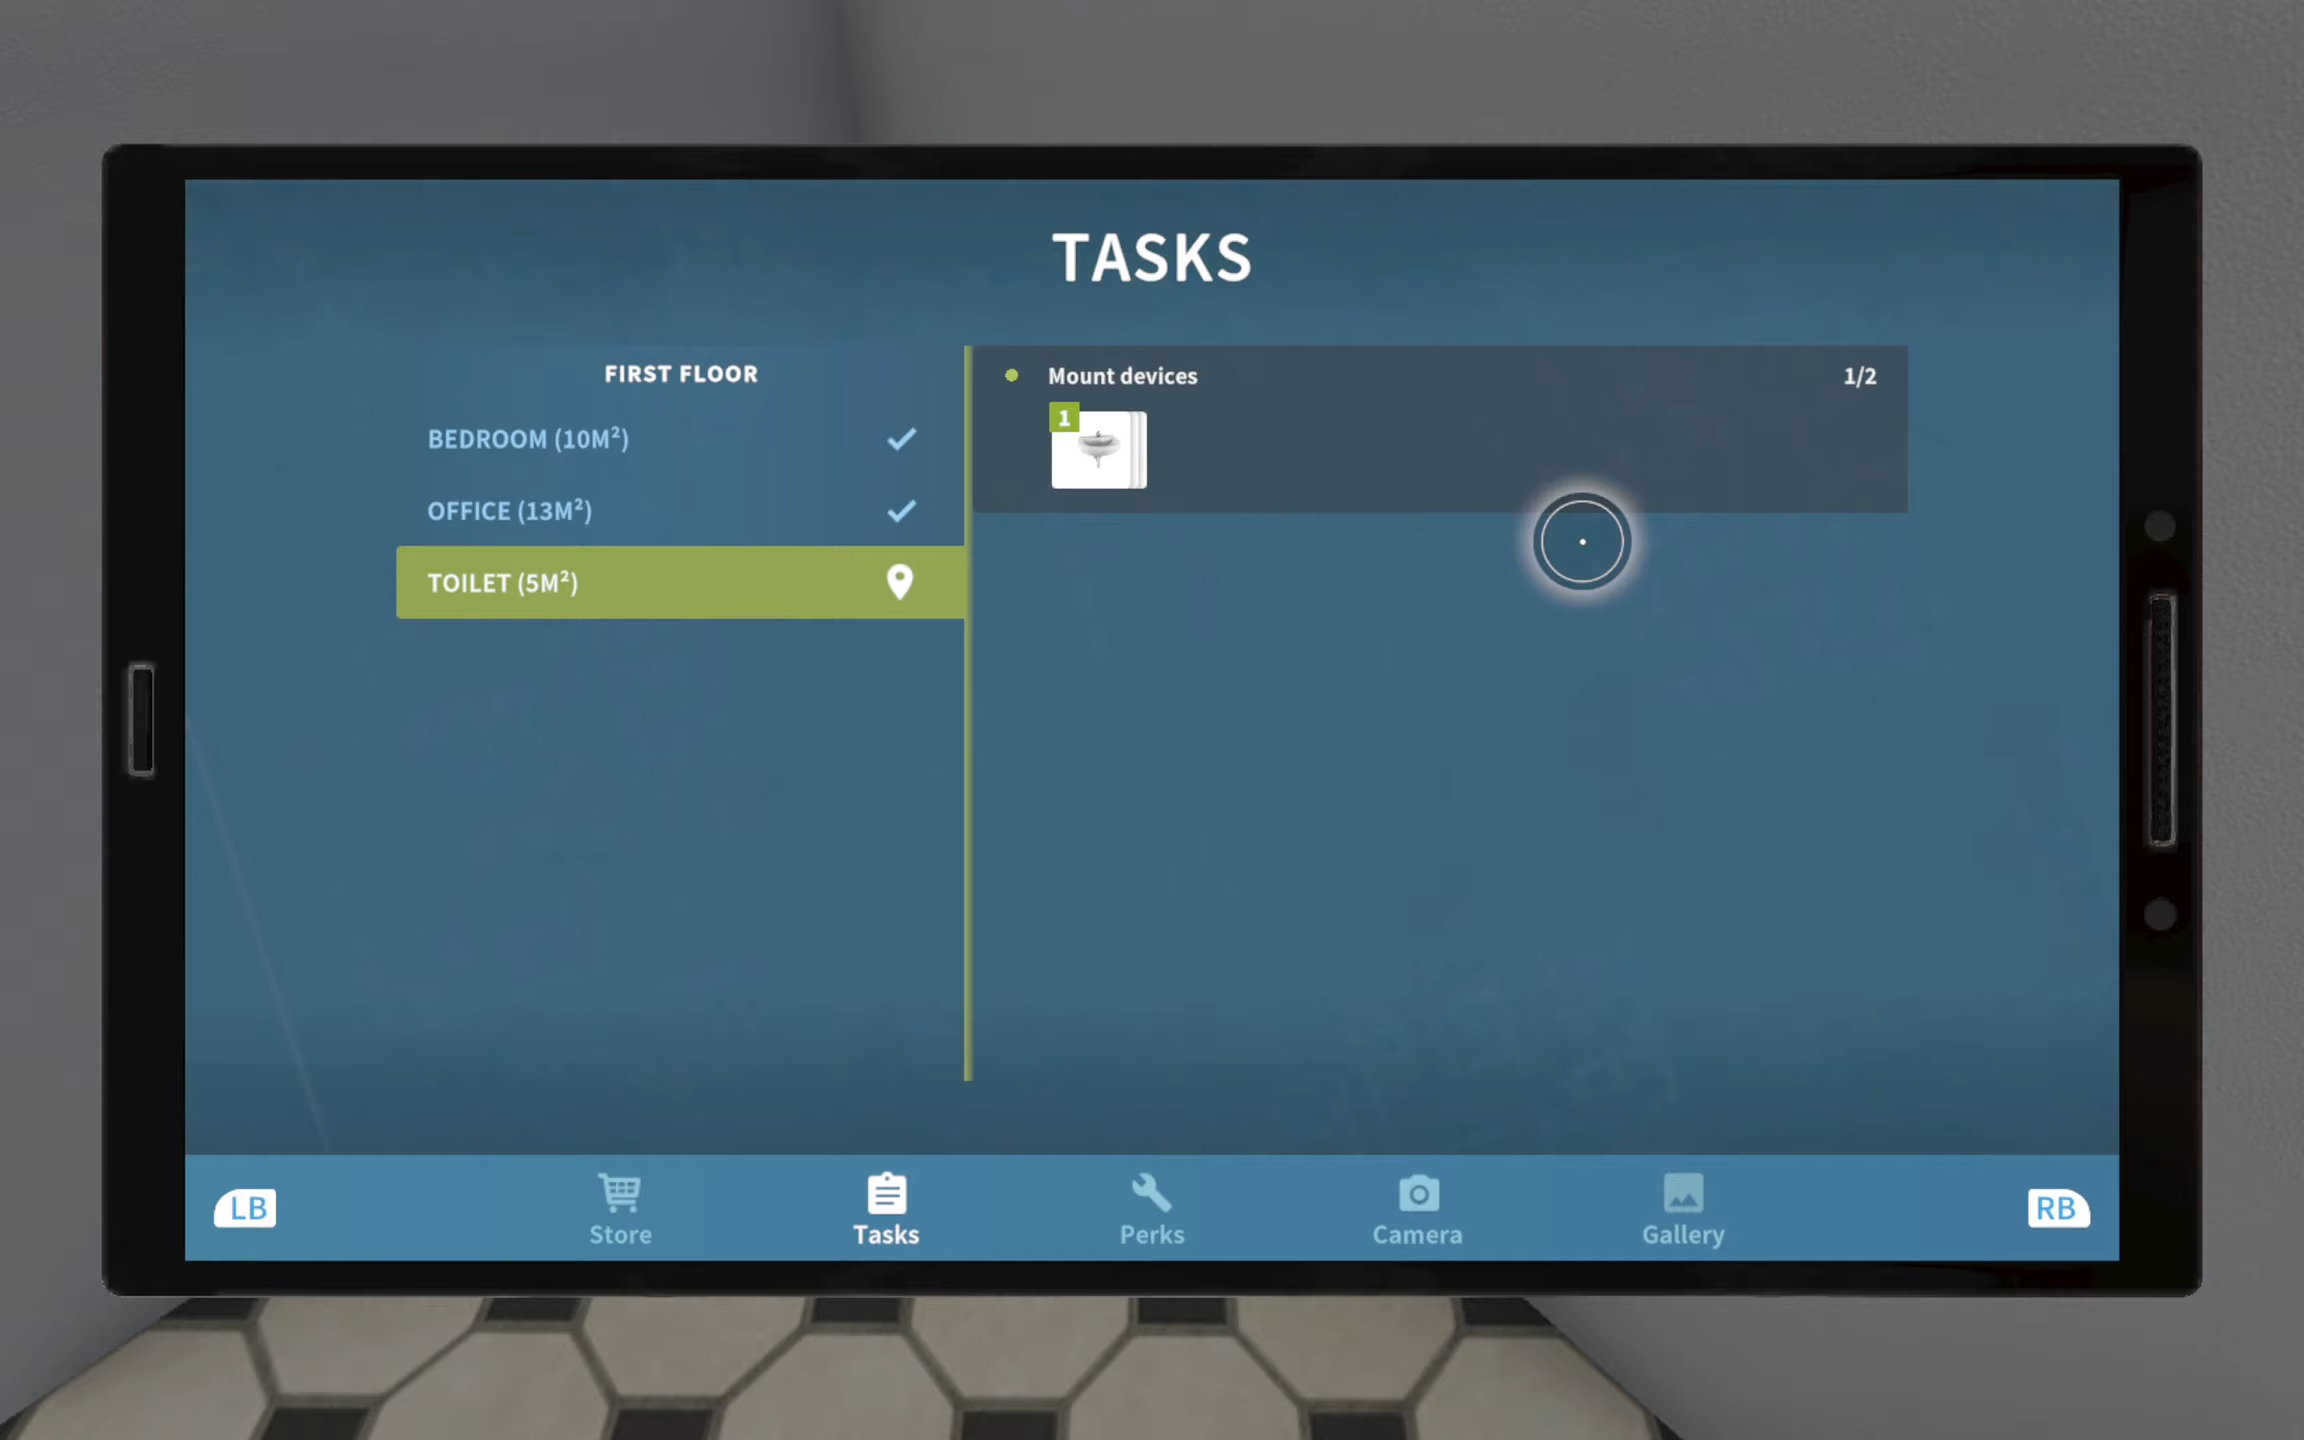 TASKS
FIRST FLOOR
BEDROOM (10M²)
OFFICE (13M²)
TOILET (5M²)
Mount devices
1/2
1
LB
Store
Tasks
Perks
Camera
Gallery
RB